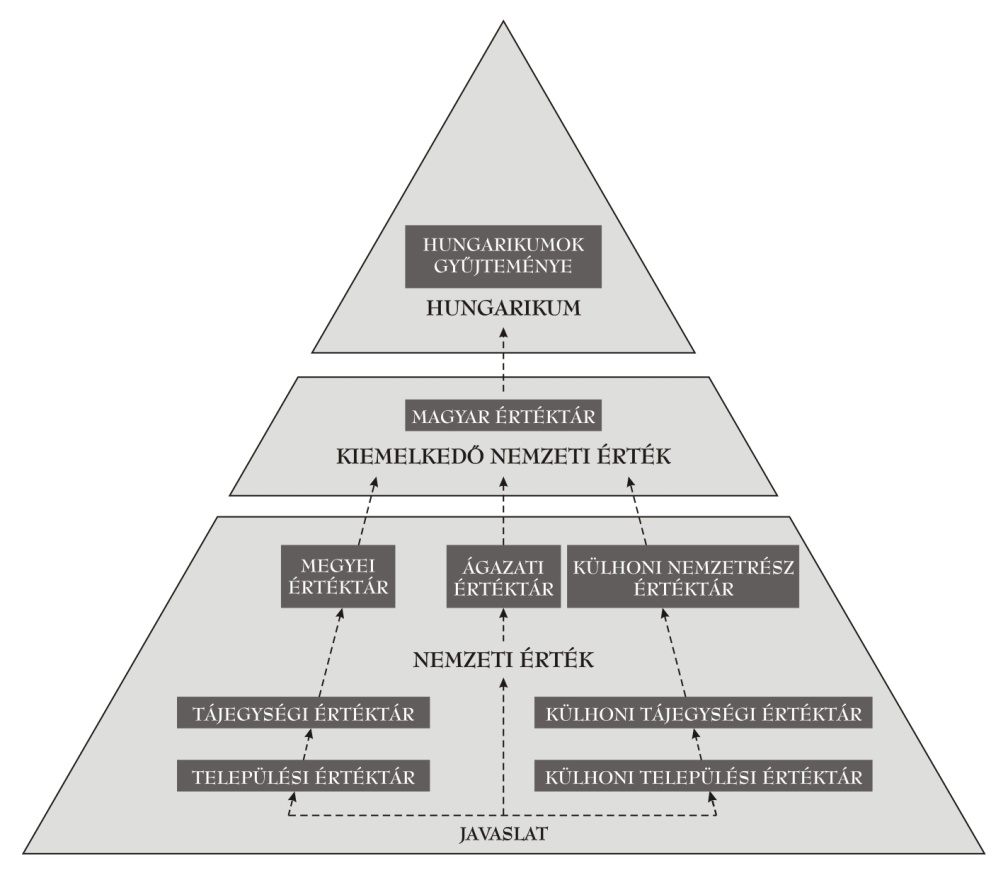 HUNGARIKUMOK
GYŰJTEMÉNYE
HUNGARIKUM
MAGYAR ÉRTÉKTÁR
KIEMELKEDŐ NEMZETI ÉRTÉK
MEGYEI
ÉRTÉKTÁR
ÁGAZATI
ÉRTÉKTÁR
KÜLHONI NEMZETRÉSZ
ÉRTÉKTÁR
NEMZETI ÉRTÉK
TÁJEGYSÉGI ÉRTÉKTÁR
KÜLHONI TÁJEGYSÉGI ÉRTÉKTÁR
TELEPÜLÉSI ÉRTÉKTÁR
KÜLHONI TELEPÜLÉSI ÉRTÉKTÁR
JAVASLAT